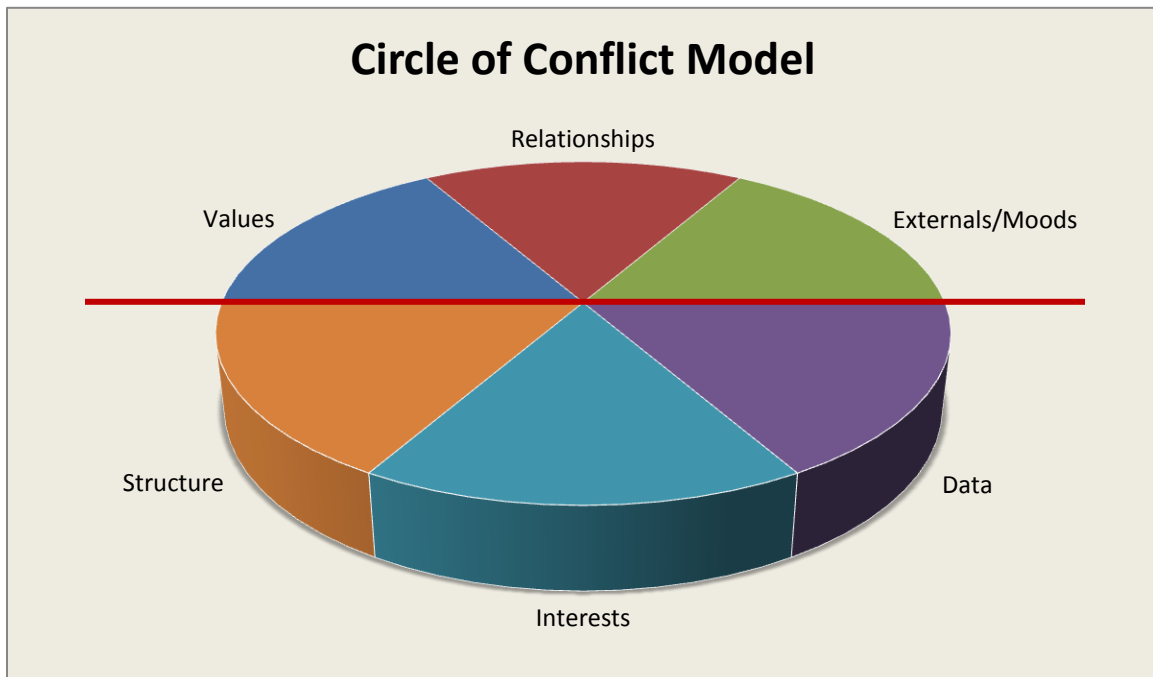 Circle of Conflict Model
Relationships
Values
Externals/Moods
Structure
Data
Interests